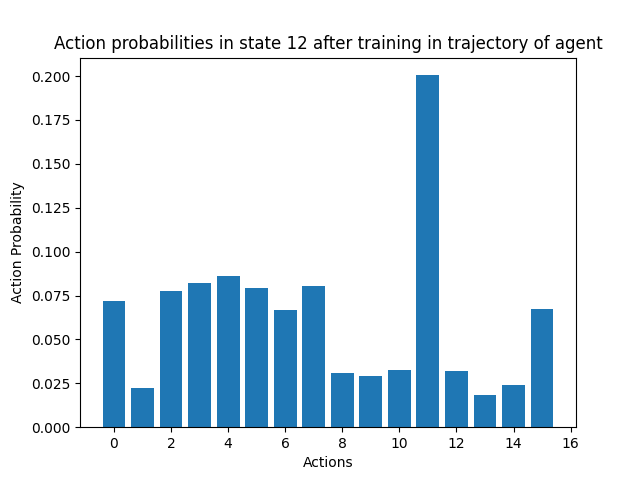 Action probabilities in state 12 after training in trajectory of agent
0.200
0.175
0.150
0.125
0.100
0.075
0.050
0.025
0.000
Action Probability
0 2 4 6 8 10 12 14 16
Actions